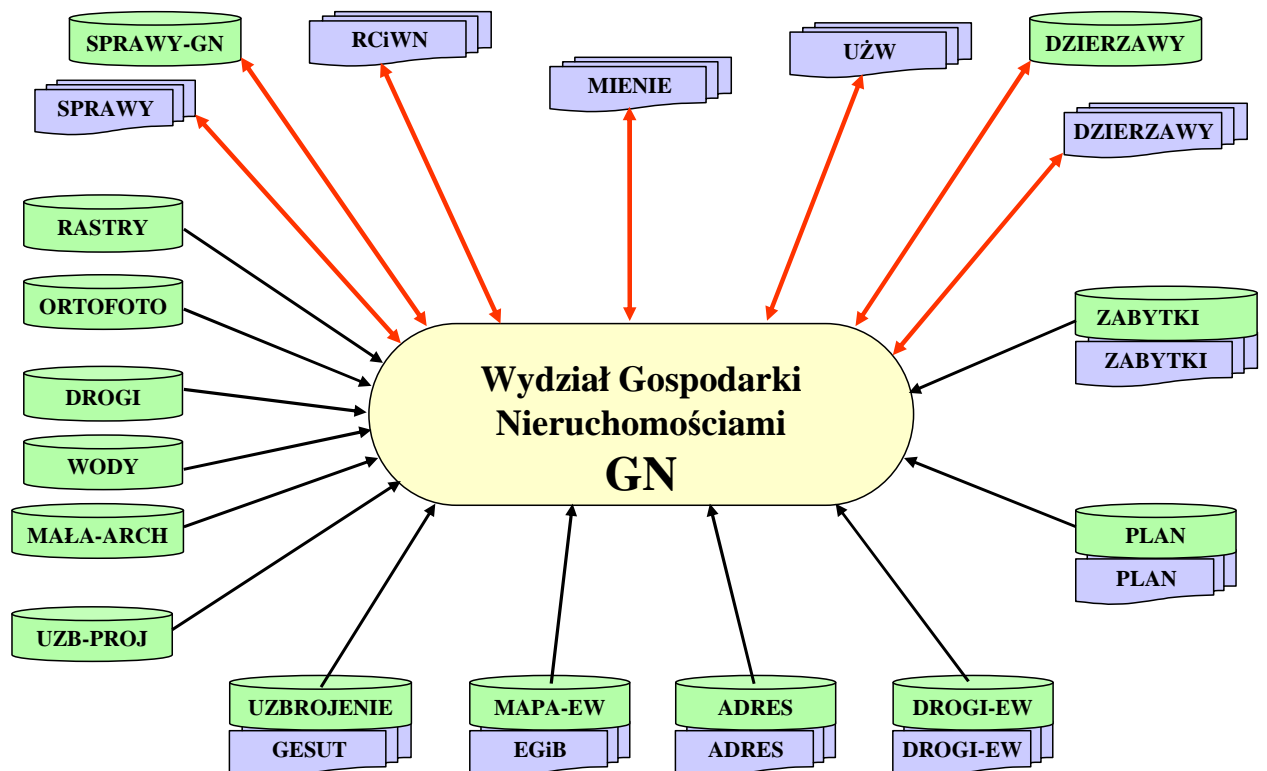 SPRAWY-GN
RCiWN
UŻW
DZIERZAWY
SPRAWY
MIENIE
DZIERZAWY
RASTRY
ORTOFOTO
ZABYTKI
ZABYTKI
DROGI
Wydział Gospodarki
Nieruchomościami
GN
WODY
MAŁA-ARCH
PLAN
PLAN
UZB-PROJ
UZBROJENIE
GESUT
MAPA-EW
EGiB
ADRES
ADRES
DROGI-EW
DROGI-EW